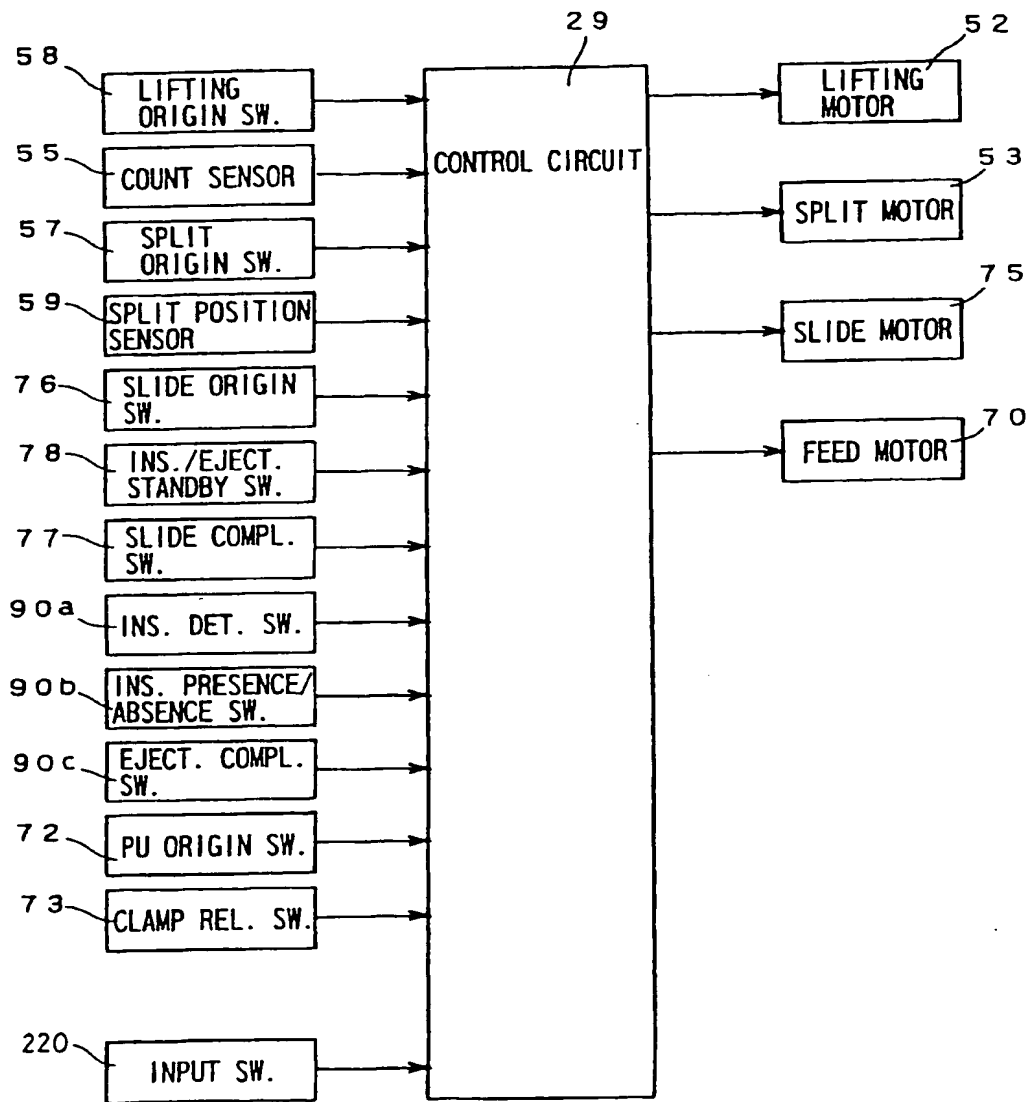 58
LIFTING
ORIGIN SW.
55
COUNT SENSOR
57
SPLIT
ORIGIN SW.
59
SPLIT POSITION
SENSOR
76
SLIDE ORIGIN
SW.
78
INS./EJECT.
STANDBY SW.
77
SLIDE COMPL.
SW.
90a
INS. DET. SW.
90b
INS. PRESENCE/
ABSENCE SW.
90c
EJECT. COMPL.
SW.
72
PU ORIGIN SW.
73
CLAMP REL. SW.
220
INPUT SW.
29
CONTROL CIRCUIT
52
LIFTING
MOTOR
53
SPLIT MOTOR
75
SLIDE MOTOR
70
FEED MOTOR